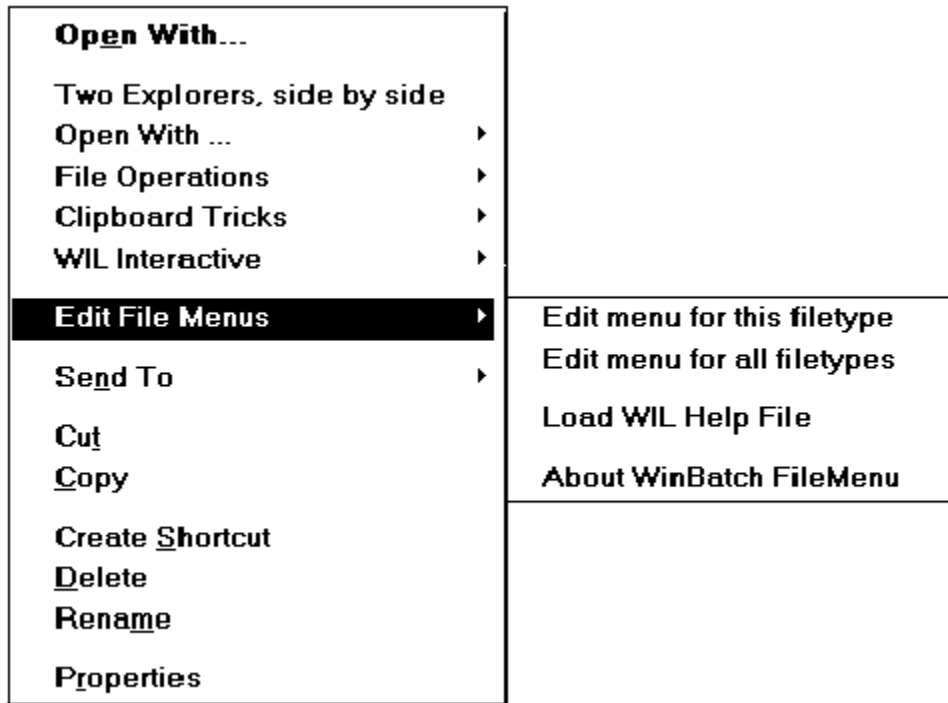 Open With...
Two Explorers, side by side
Open With ...
File Operations
Clipboard Tricks
WIL Interactive
Edit File Menus
Send To
Cut
Copy
Create Shortcut
Delete
Rename
Properties
Edit menu for this filetype
Edit menu for all filetypes
Load WIL Help File
About WinBatch FileMenu